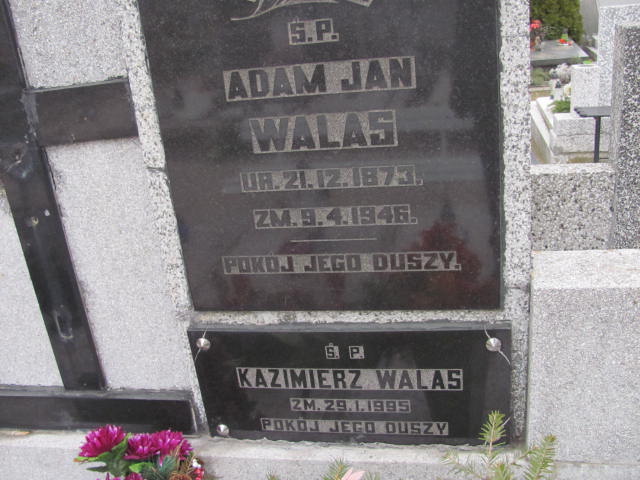 Ś.P.
ADAM JAN
WALAS
UR. 21.12.1873.
ZM. 9.4.1946.
POKÓJ JEGO DUSZY.
Ś. P.
KAZIMIERZ WALAS
ZM. 29.1.1995
POKÓJ JEGO DUSZY